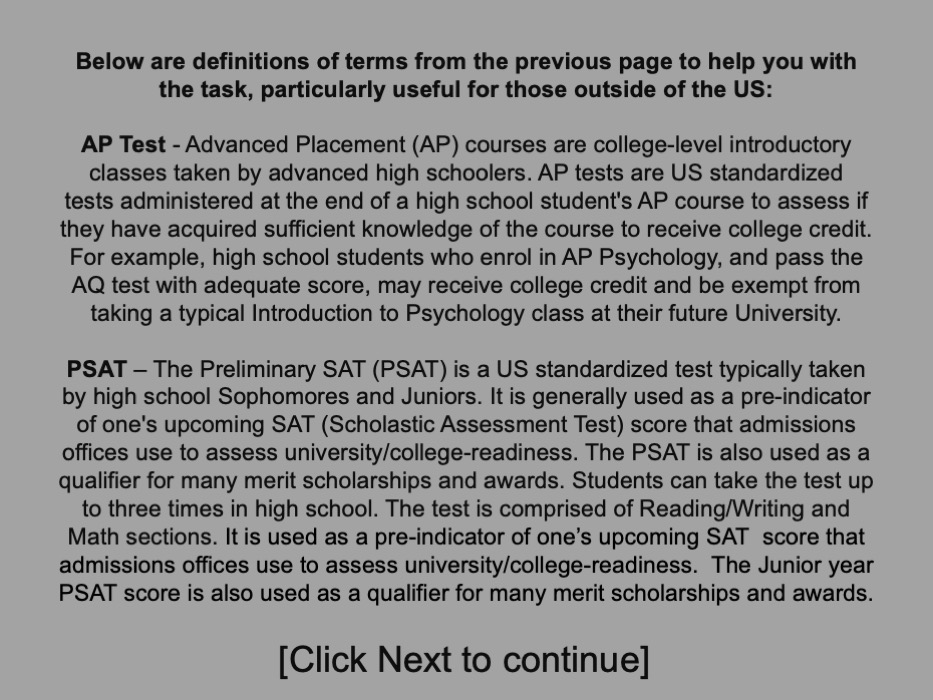 Below are definitions of terms from the previous page to help you with
the task, particularly useful for those outside of the US:
AP Test - Advanced Placement (AP) courses are college-level introductory
classes taken by advanced high schoolers. AP tests are US standardized
tests administered at the end of a high school student's AP course to assess if
they have acquired sufficient knowledge of the course to receive college credit.
For example, high school students who enrol in AP Psychology, and pass the
AQ test with adequate score, may receive college credit and be exempt from
taking a typical Introduction to Psychology class at their future University.
PSAT – The Preliminary SAT (PSAT) is a US standardized test typically taken
by high school Sophomores and Juniors. It is generally used as a pre-indicator
of one's upcoming SAT (Scholastic Assessment Test) score that admissions
offices use to assess university/college-readiness. The PSAT is also used as a
qualifier for many merit scholarships and awards. Students can take the test up
to three times in high school. The test is comprised of Reading/Writing and
Math sections. It is used as a pre-indicator of one’s upcoming SAT  score that
admissions offices use to assess university/college-readiness.  The Junior year
PSAT score is also used as a qualifier for many merit scholarships and awards.
[Click Next to continue]